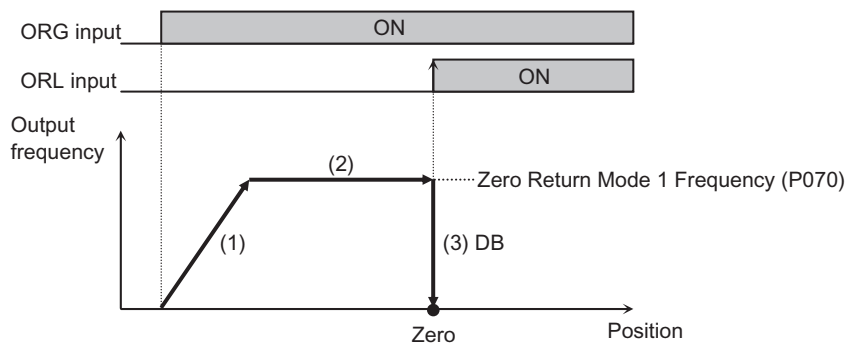 ORG input
ON
ORL input
ON
Output
frequency
(2)
Zero Return Mode 1 Frequency (P070)
(1)
(3) DB
Zero
Position